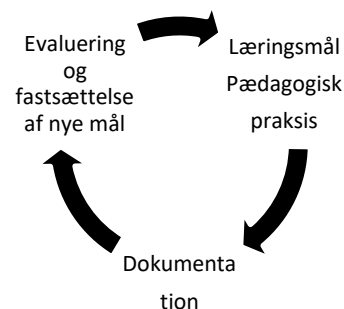 Evaluering
og
fastsættelse
af nye mål
Læringsmål
Pædagogisk
praksis
Dokumenta
tion